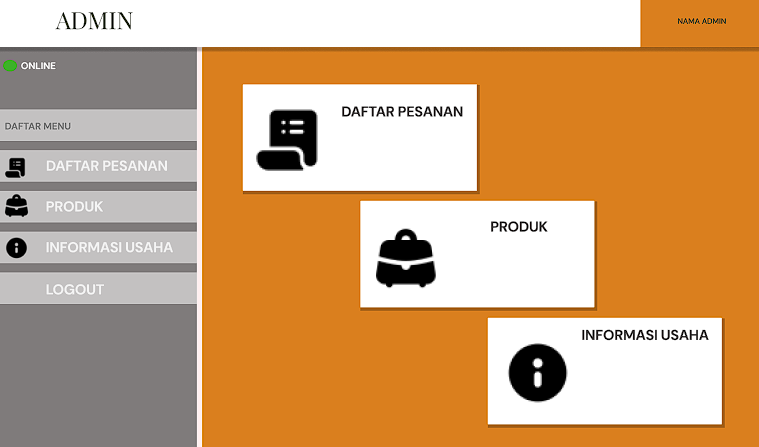 ADMIN
NAMA ADMIN
ONLINE
DAFTAR MENU
DAFTAR PESANAN
PRODUK
INFORMASI USAHA
LOGOUT
DAFTAR PESANAN
PRODUK
INFORMASI USAHA